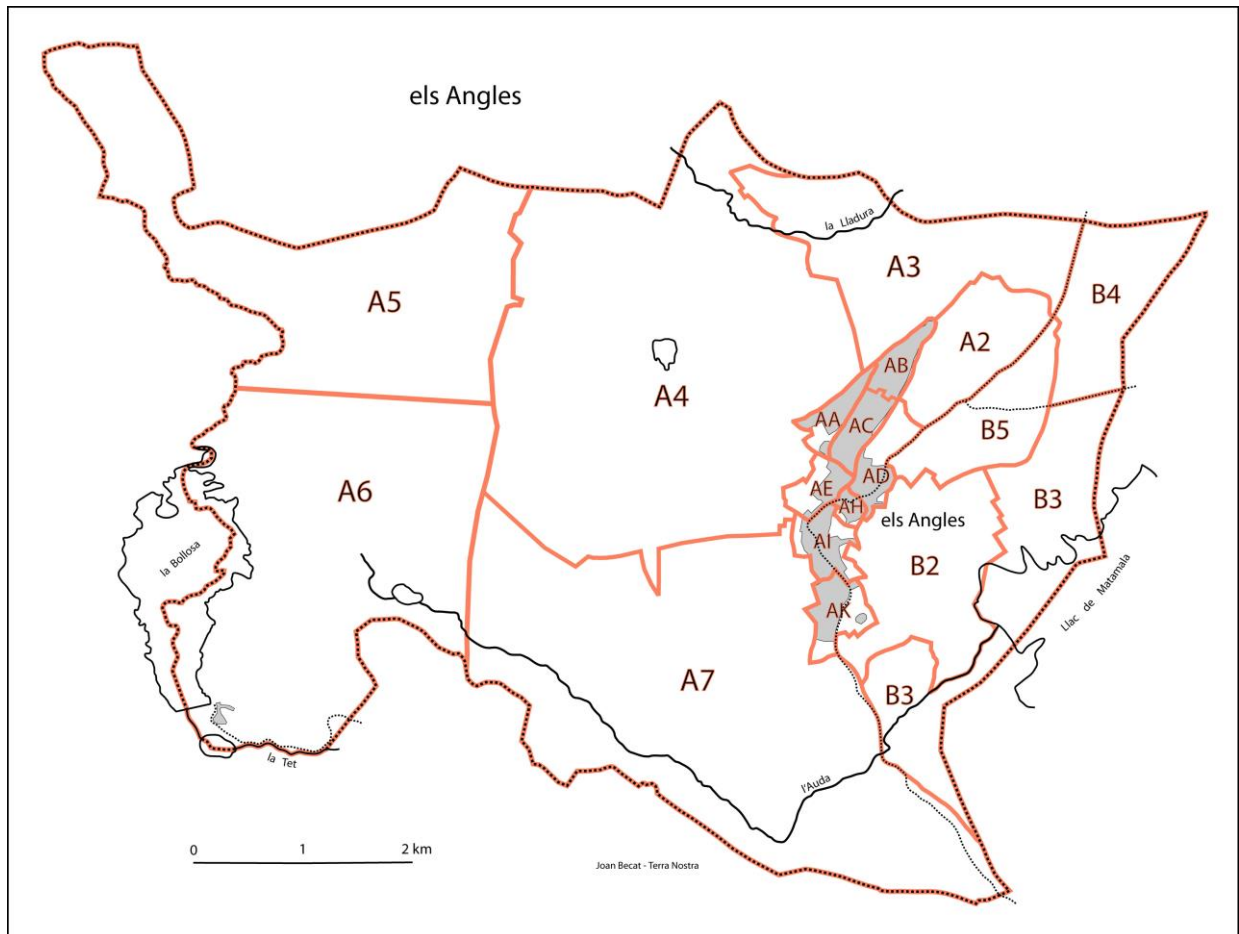 els Angles
la Lladura
A3
B4
A5
A2
AB
A4
AA
AC
B5
AD
A6
AE
B3
AH
els Angles
AI
la Bollosa
B2
Llac de Matamala
AK
A7
B3
la Tet
l'Auda
0 1 2 km
Joan Becat - Terra Nostra